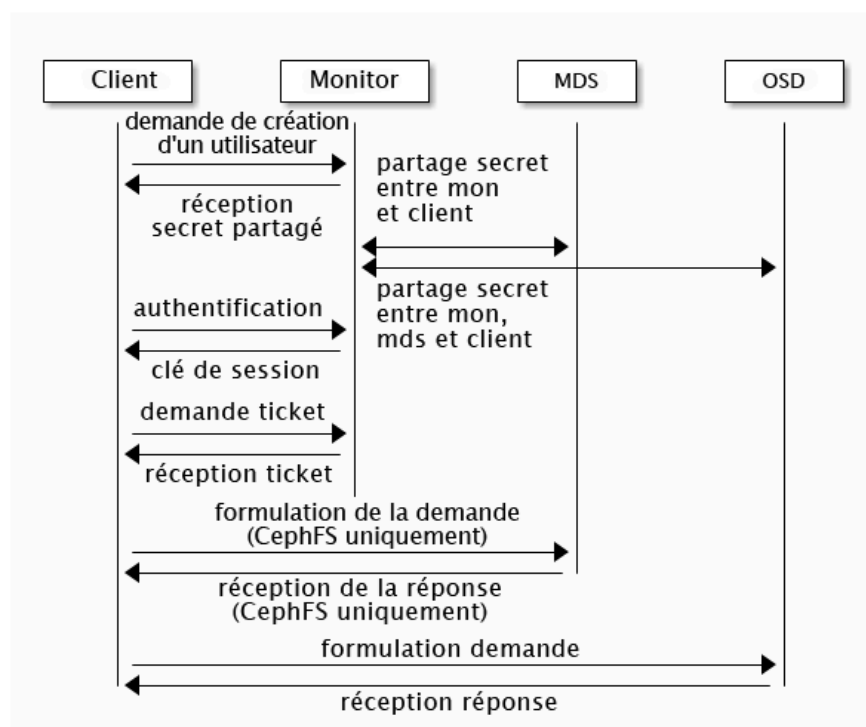 Client
Monitor
MDS
OSD
demande de création
d'un utilisateur
réception
secret partagé
partage secret
entre mon
et client
partage secret
entre mon,
mds et client
authentification
clé de session
demande ticket
réception ticket
formulation de la demande
(CephFS uniquement)
réception de la réponse
(CephFS uniquement)
formulation demande
réception réponse